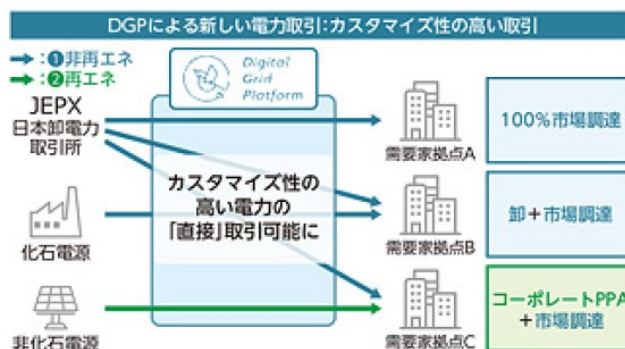 DGPによる新しい電力取引:カスタマイズ性の高い取引
→:❶非再エネ
→:❷再エネ
Digital
Grid
Platform
JEPX
日本卸電力
取引所
化石電源
非化石電源
カスタマイズ性の
高い電力の
「直接」取引可能に
需要家拠点A
需要家拠点B
需要家拠点C
100%市場調達
卸+市場調達
コーポレートPPA
+市場調達